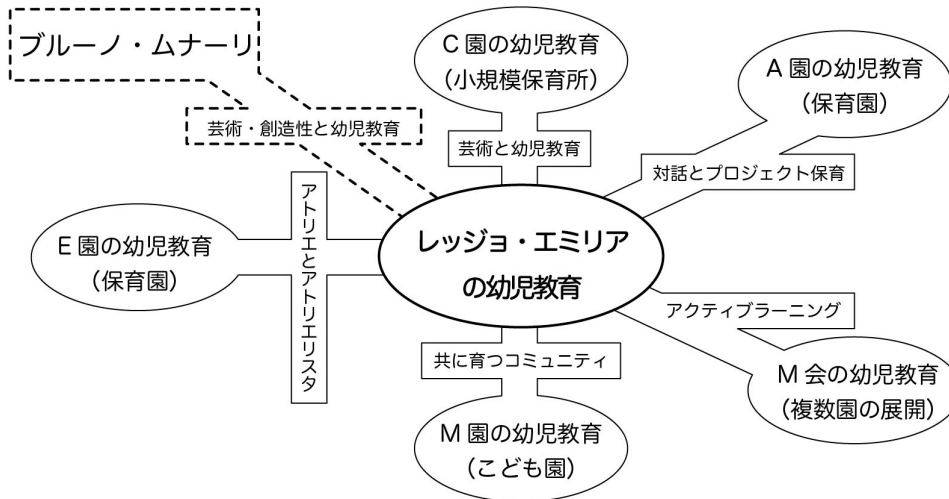 ブルーノ・ムナーリ
芸術・創造性と幼児教育
C園の幼児教育
(小規模保育所)
芸術と幼児教育
A園の幼児教育
(保育園)
対話とプロジェクト保育
アトリエとアトリエリスタ
E園の幼児教育
(保育園)
レッジョ・エミリア
の幼児教育
アクティブラーニング
M会の幼児教育
(複数園の展開)
共に育つコミュニティ
M園の幼児教育
(こども園)